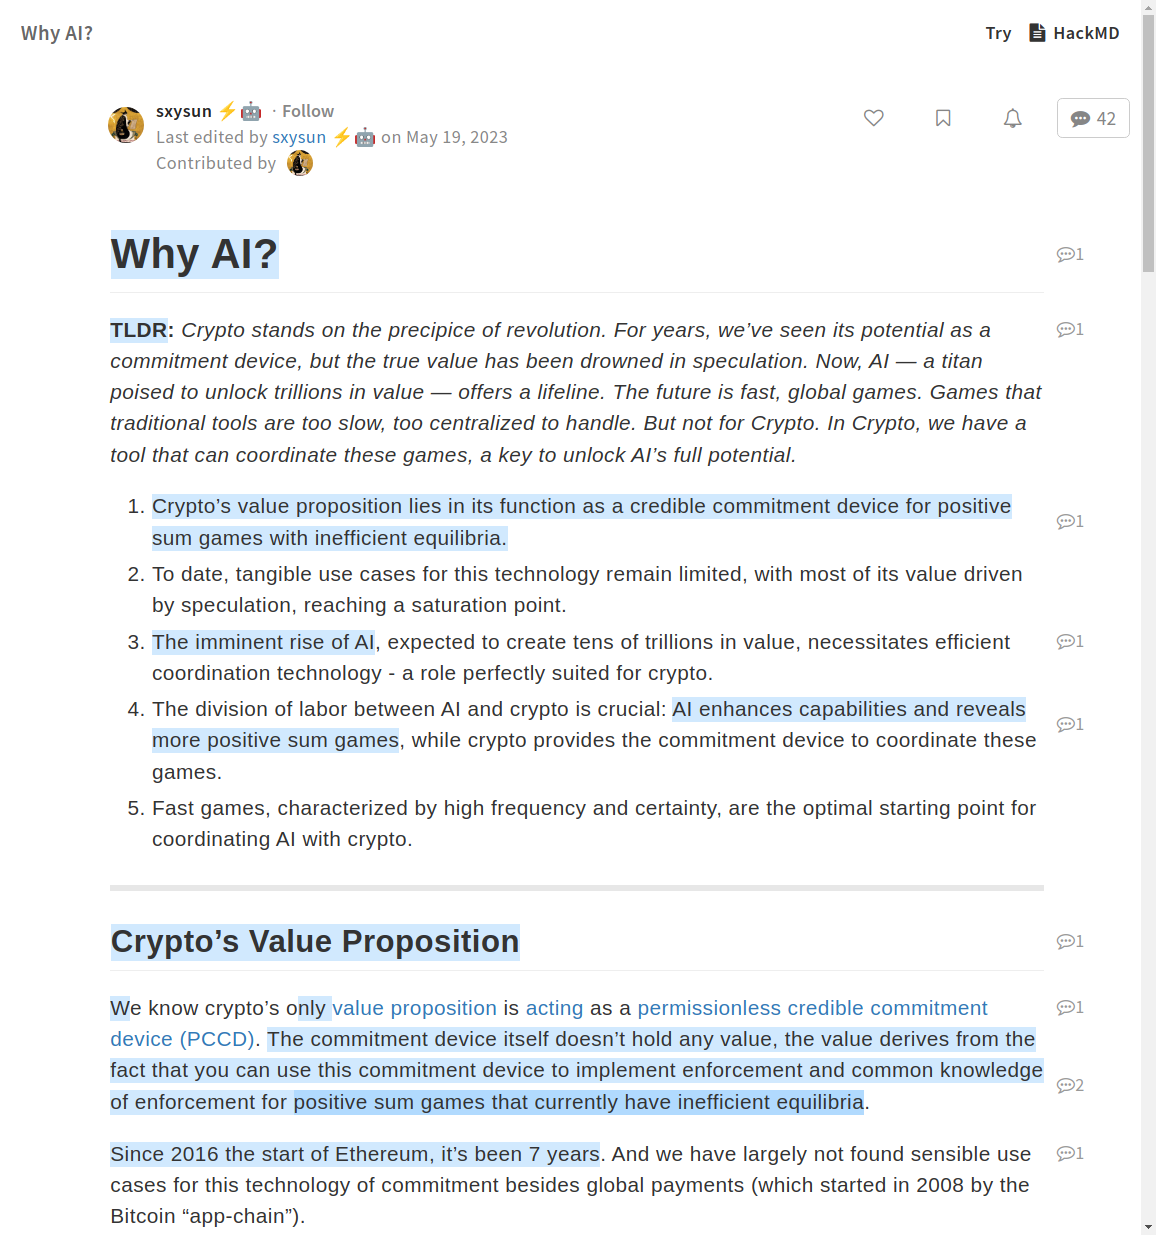 Why AI?
Try HackMD
sxysun ⚡🤖 · Follow
Last edited by sxysun ⚡🤖 on May 19, 2023
Contributed by
42
Why AI?
1
TLDR: Crypto stands on the precipice of revolution. For years, we’ve seen its potential as a
1
commitment device, but the true value has been drowned in speculation. Now, AI — a titan
poised to unlock trillions in value — offers a lifeline. The future is fast, global games. Games that
traditional tools are too slow, too centralized to handle. But not for Crypto. In Crypto, we have a
tool that can coordinate these games, a key to unlock AI’s full potential.
1. Crypto’s value proposition lies in its function as a credible commitment device for positive
sum games with inefficient equilibria.
1
2. To date, tangible use cases for this technology remain limited, with most of its value driven
by speculation, reaching a saturation point.
3. The imminent rise of AI, expected to create tens of trillions in value, necessitates efficient
1
coordination technology - a role perfectly suited for crypto.
4. The division of labor between AI and crypto is crucial: AI enhances capabilities and reveals
1
more positive sum games, while crypto provides the commitment device to coordinate these
games.
5. Fast games, characterized by high frequency and certainty, are the optimal starting point for
coordinating AI with crypto.
Crypto’s Value Proposition
1
We know crypto’s only value proposition is acting as a permissionless credible commitment
1
device (PCCD). The commitment device itself doesn’t hold any value, the value derives from the
fact that you can use this commitment device to implement enforcement and common knowledge
2
of enforcement for positive sum games that currently have inefficient equilibria.
Since 2016 the start of Ethereum, it’s been 7 years. And we have largely not found sensible use
1
cases for this technology of commitment besides global payments (which started in 2008 by the
Bitcoin “app-chain”).